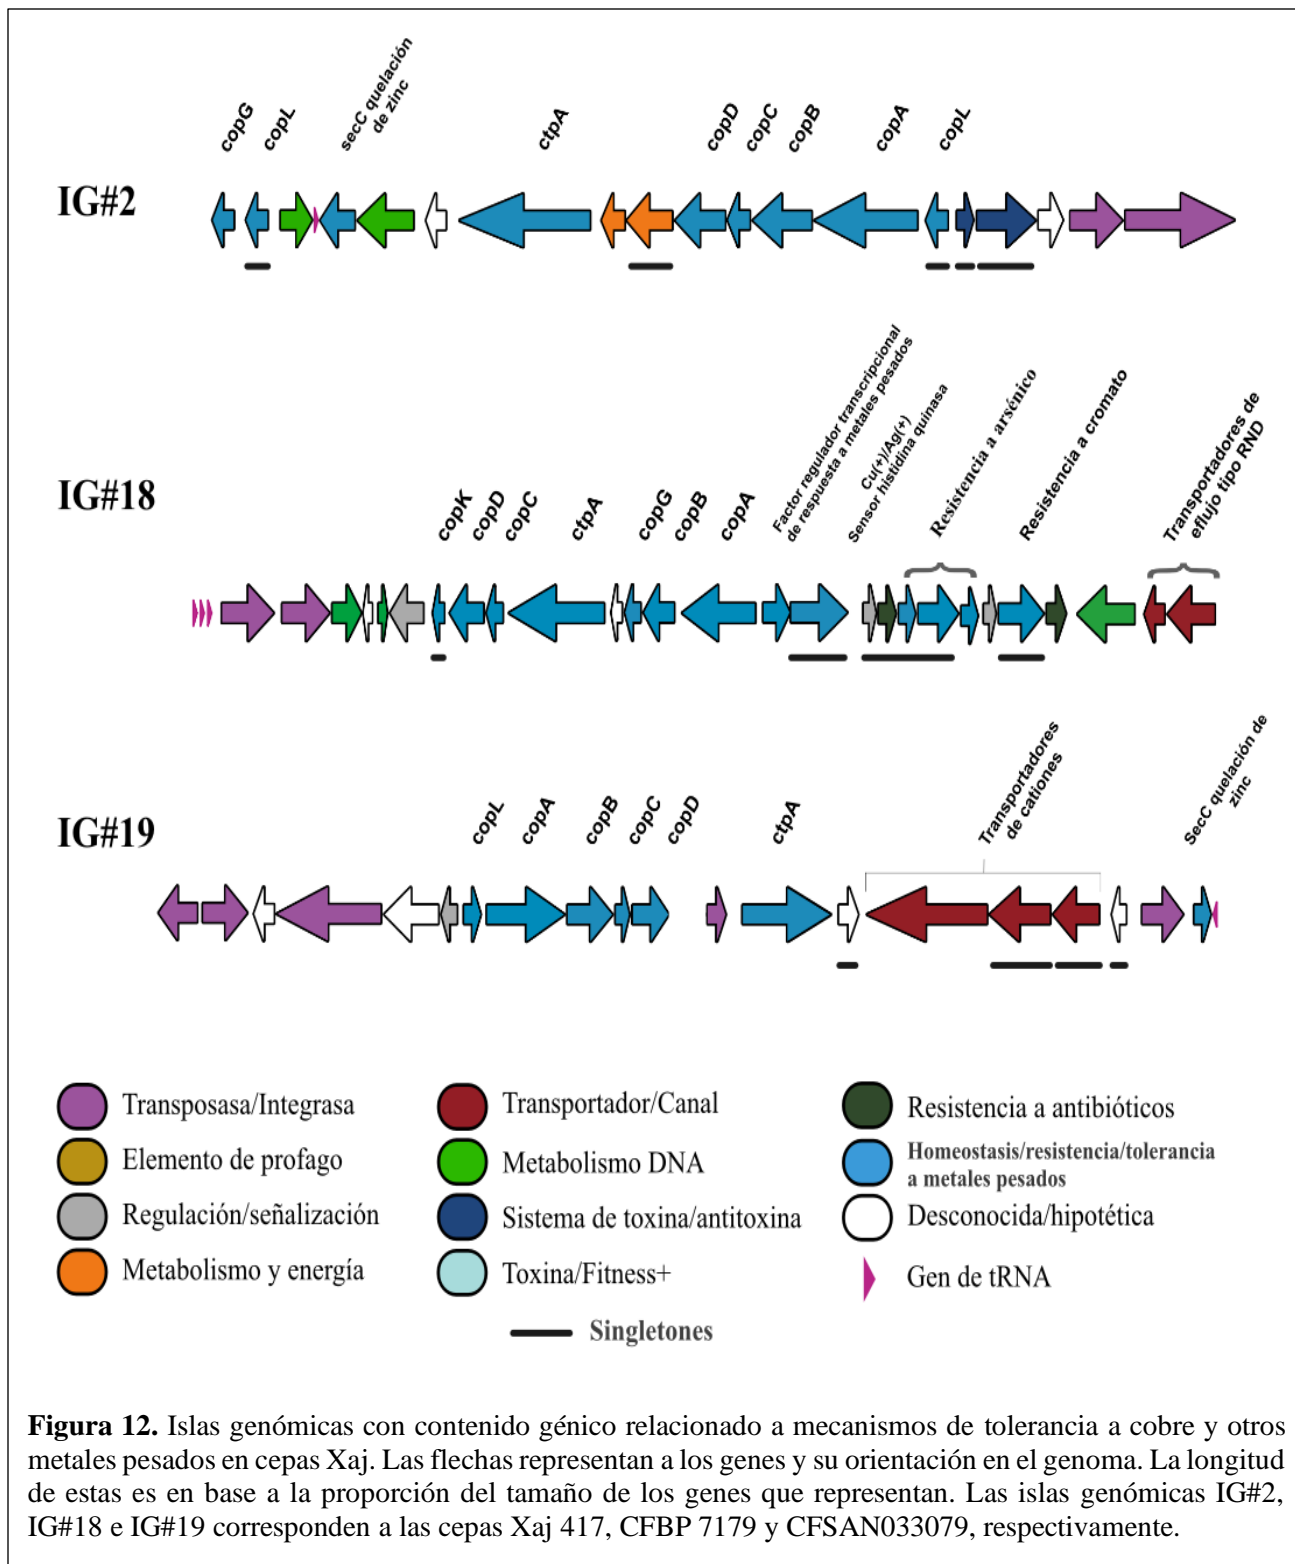 copG
copL
secC quelación
de zinc
ctpA
copD
copC
copB
copA
copL
IG#2
Factor regulador transcripcional
de respuesta a metales pesados
Cu(+)/Ag(+)
Sensor histidina quinasa
Resistencia a arsénico
Resistencia a cromato
Transportadores de
eflujo tipo RND
IG#18
copK
copD
copC
ctpA
copG
copB
copA
Transportadores
de cationes
SecC quelación de
zinc
IG#19
copL
copA
copB
copC
copD
ctpA
Transposasa/Integrasa
Transportador/Canal
Resistencia a antibióticos
Elemento de profago
Metabolismo DNA
Homeostasis/resistencia/tolerancia
a metales pesados
Regulación/señalización
Sistema de toxina/antitoxina
Desconocida/hipotética
Metabolismo y energía
Toxina/Fitness+
Gen de tRNA
Singletones
Figura 12. Islas genómicas con contenido génico relacionado a mecanismos de tolerancia a cobre y otros
metales pesados en cepas Xaj. Las flechas representan a los genes y su orientación en el genoma. La longitud
de estas es en base a la proporción del tamaño de los genes que representan. Las islas genómicas IG#2,
IG#18 e IG#19 corresponden a las cepas Xaj 417, CFBP 7179 y CFSAN033079, respectivamente.